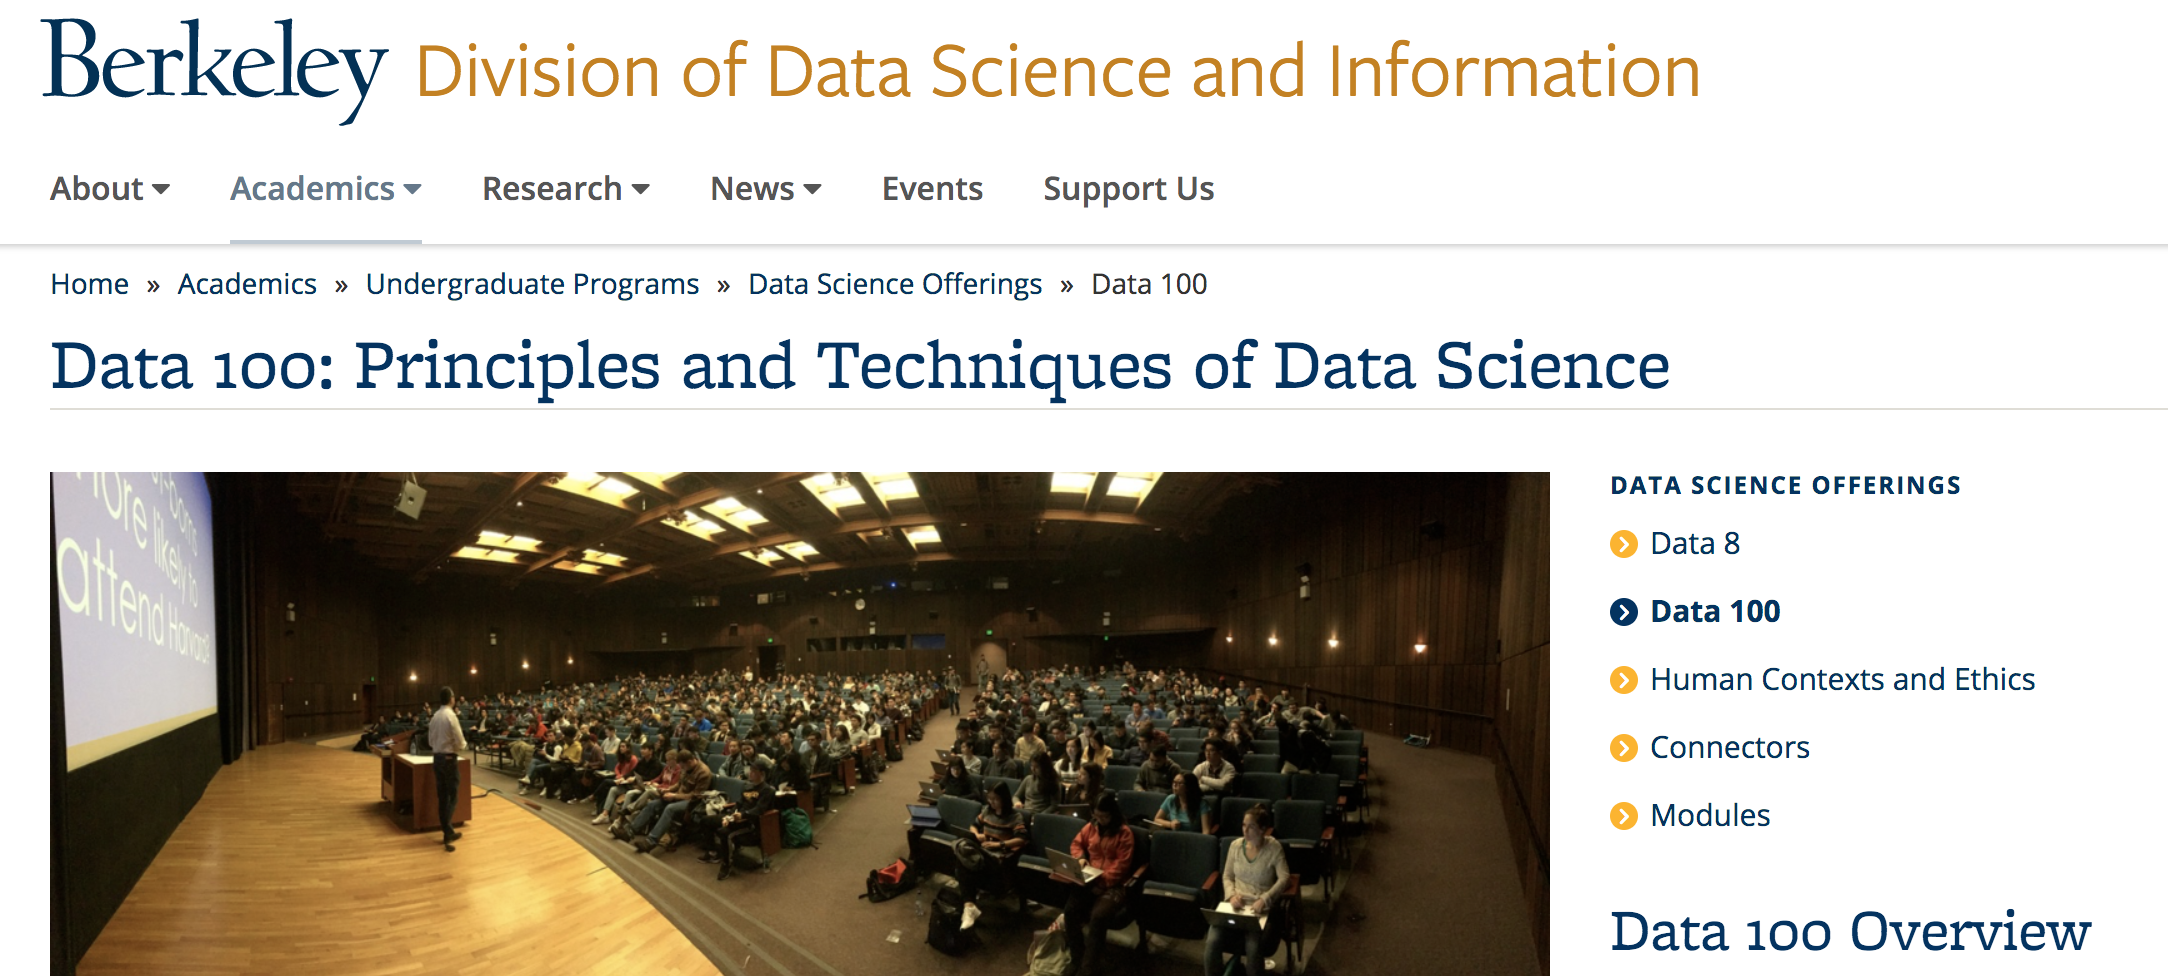 Berkeley Division of Data Science and Information
About Academics Research News Events Support Us
Home » Academics » Undergraduate Programs » Data Science Offerings » Data 100
Data 100: Principles and Techniques of Data Science
more likely to
attend Harvard?
DATA SCIENCE OFFERINGS
Data 8
Data 100
Human Contexts and Ethics
Connectors
Modules
Data 100 Overview